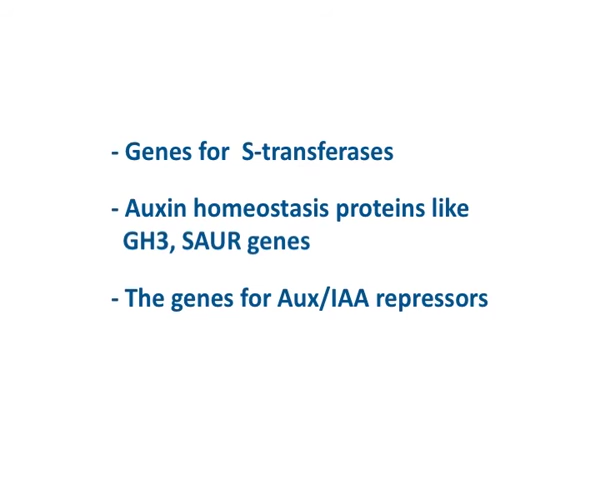 - Genes for  S-transferases
- Auxin homeostasis proteins like
GH3, SAUR genes
- The genes for Aux/IAA repressors